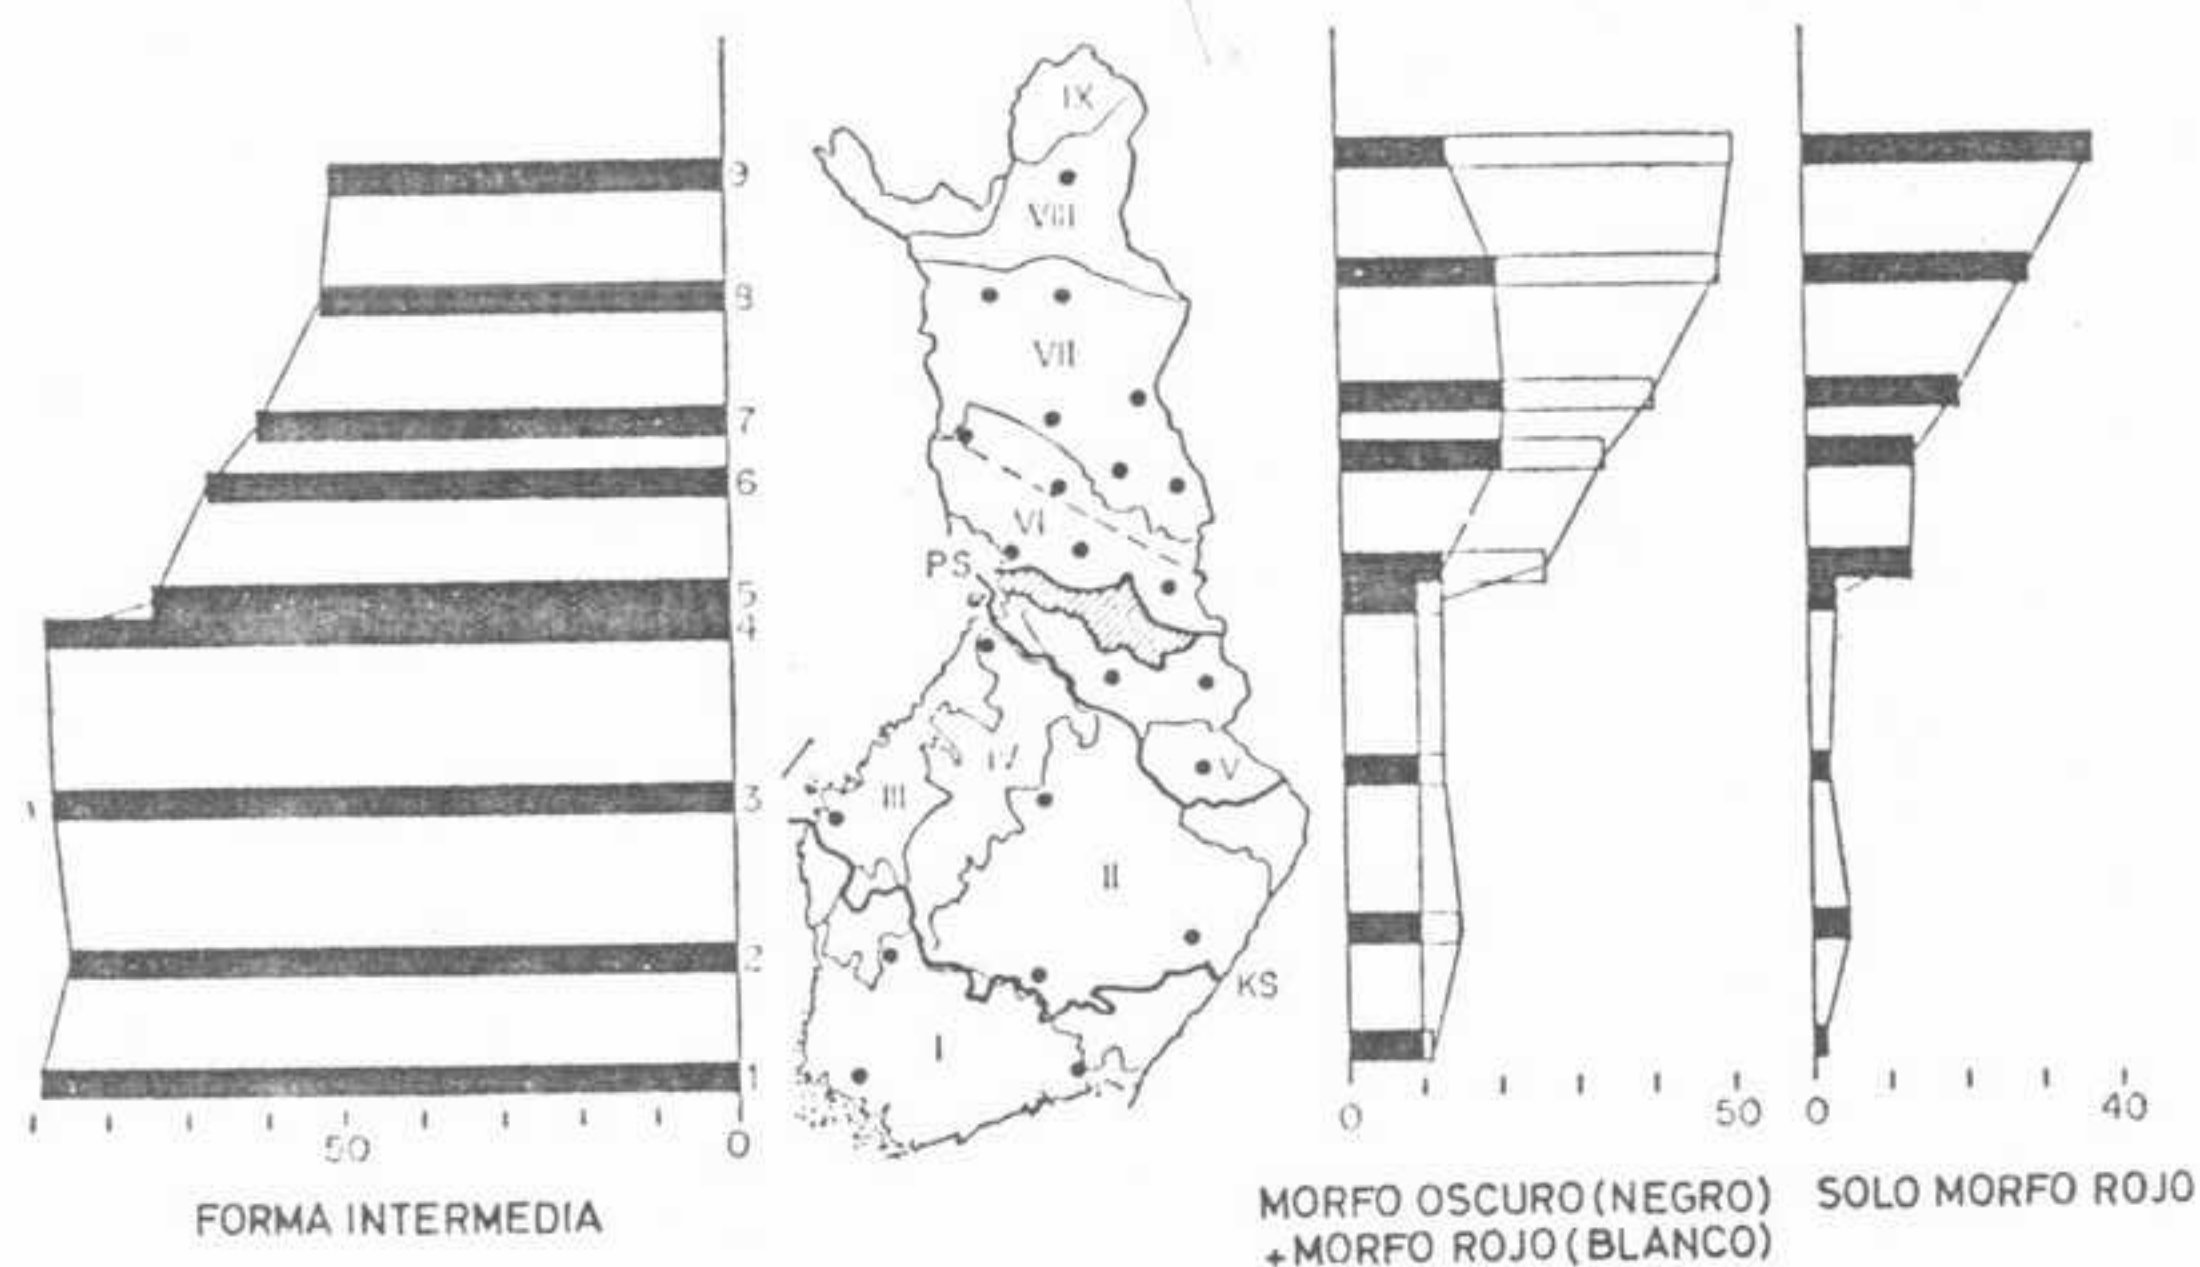 9
8
7
6
5
4
3
2
1
50
0
IX
VIII
VII
VI
PS
IV
III
V
II
KS
I
0
50
0
40
FORMA INTERMEDIA
MORFO OSCURO (NEGRO)
+ MORFO ROJO (BLANCO)
SOLO MORFO ROJO